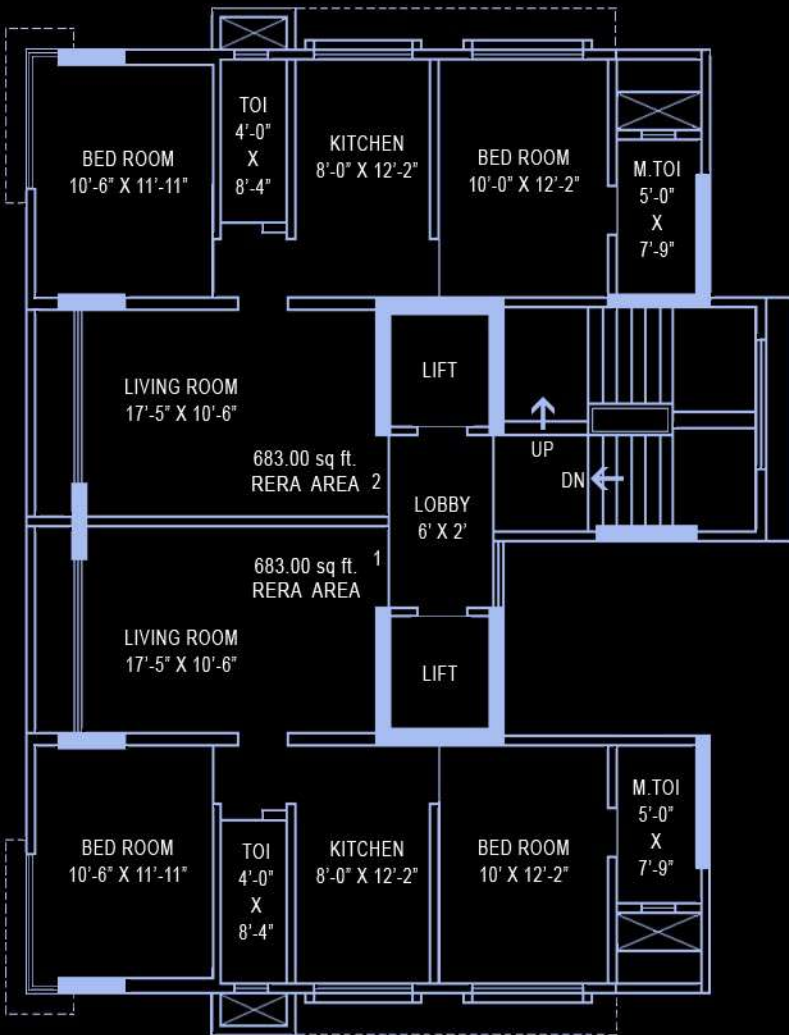 BED ROOM
10'-6" X 11'-11"
TOI
4'-0"
X
8'-4"
KITCHEN
8'-0" X 12'-2"
BED ROOM
10'-0" X 12'-2"
M.TOI
5'-0"
X
7'-9"
LIVING ROOM
17'-5" X 10'-6"
683.00 sq ft.
RERA AREA 2
LIFT
UP
DN
LOBBY
6' X 2'
683.00 sq ft. 1
RERA AREA
LIVING ROOM
17'-5" X 10'-6"
LIFT
BED ROOM
10'-6" X 11'-11"
TOI
4'-0"
X
8'-4"
KITCHEN
8'-0" X 12'-2"
BED ROOM
10' X 12'-2"
M.TOI
5'-0"
X
7'-9"